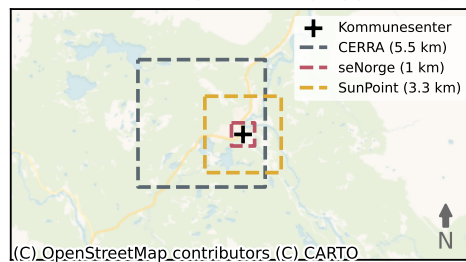 Kommunesenter
CERRA (5.5 km)
seNorge (1 km)
SunPoint (3.3 km)
N
(C) OpenStreetMap contributors (C) CARTO